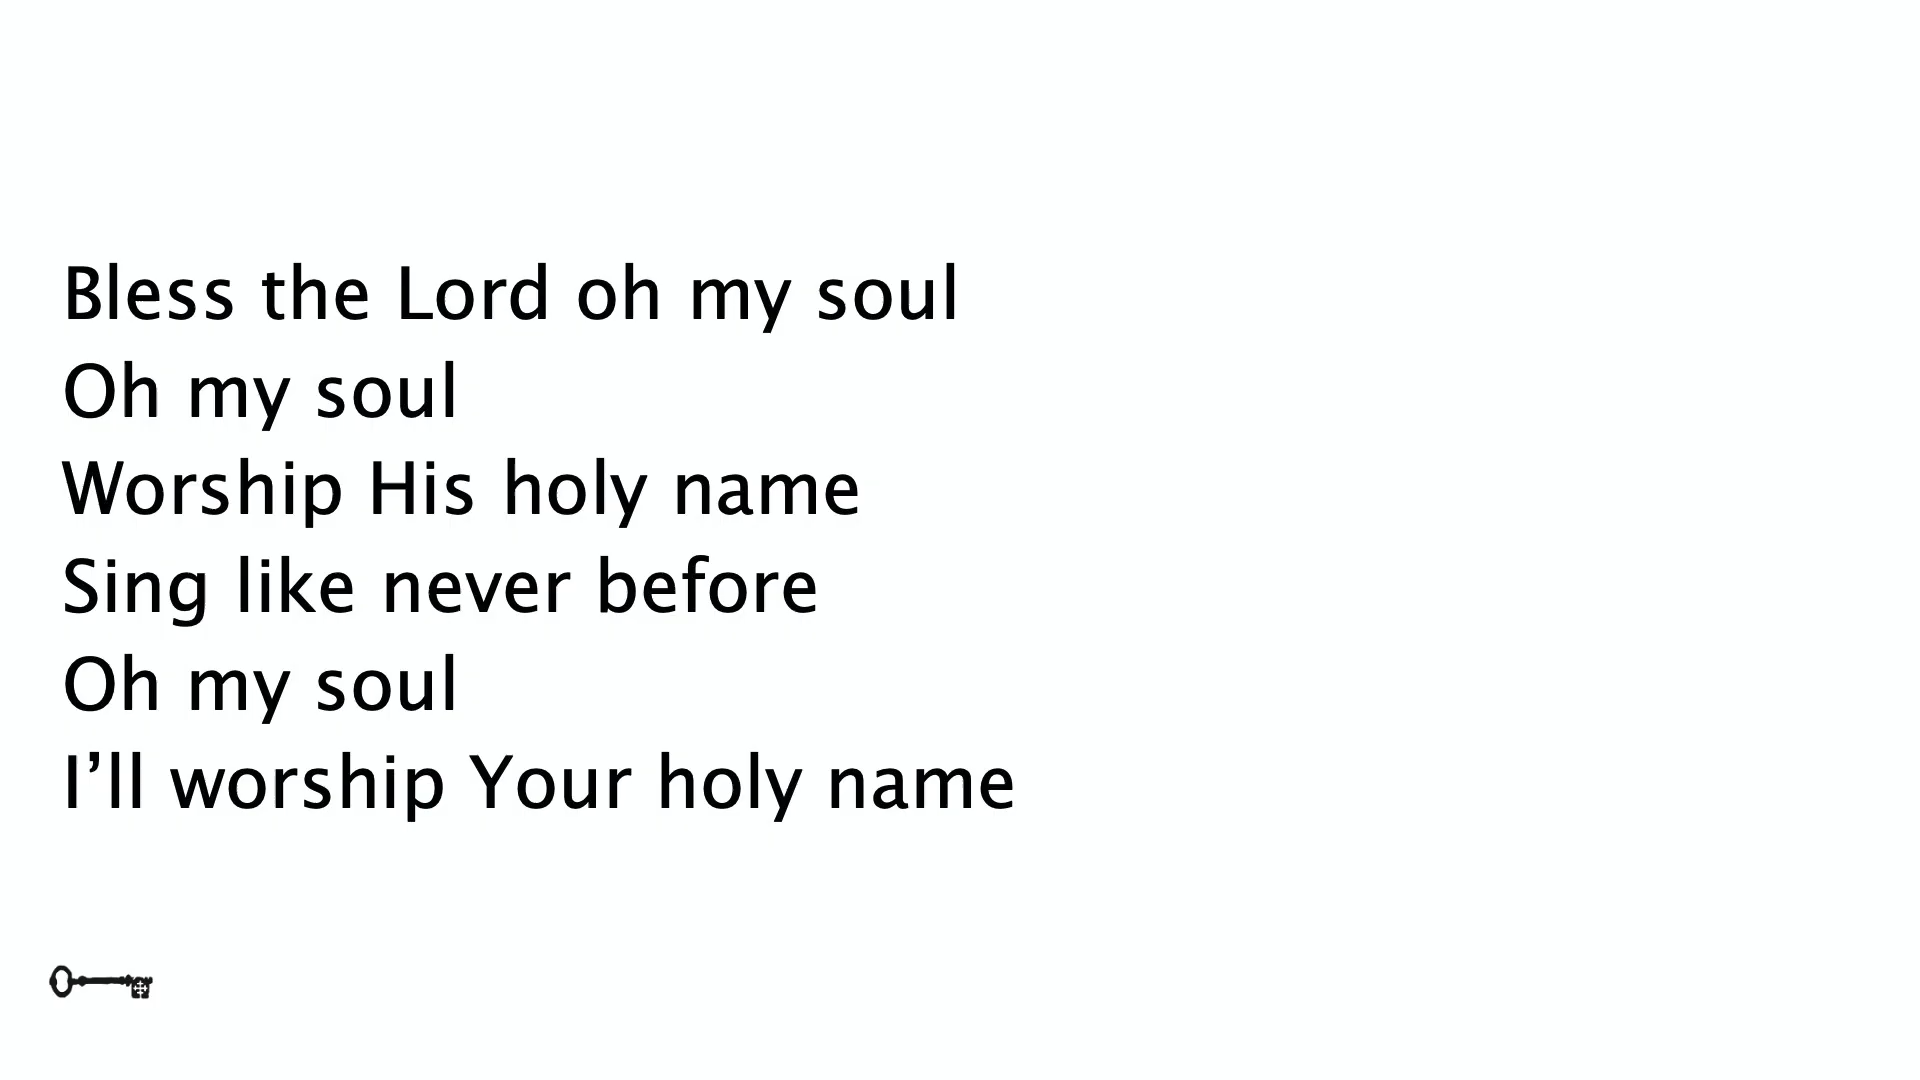 Bless the Lord oh my soul
Oh my soul
Worship His holy name
Sing like never before
Oh my soul
I’ll worship Your holy name